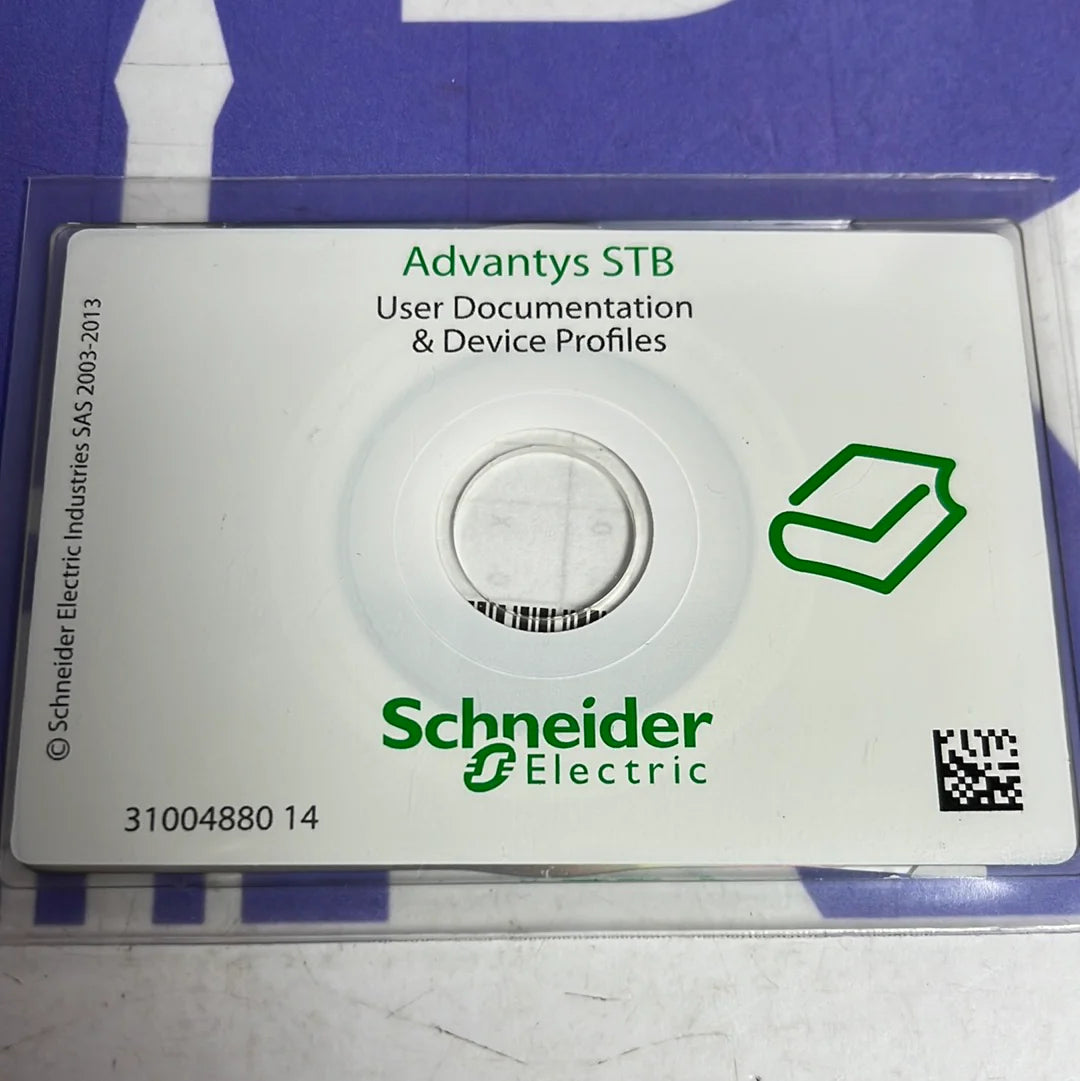 Advantys STB
User Documentation
& Device Profiles
© Schneider Electric Industries SAS 2003-2013
Schneider
Electric
31004880 14